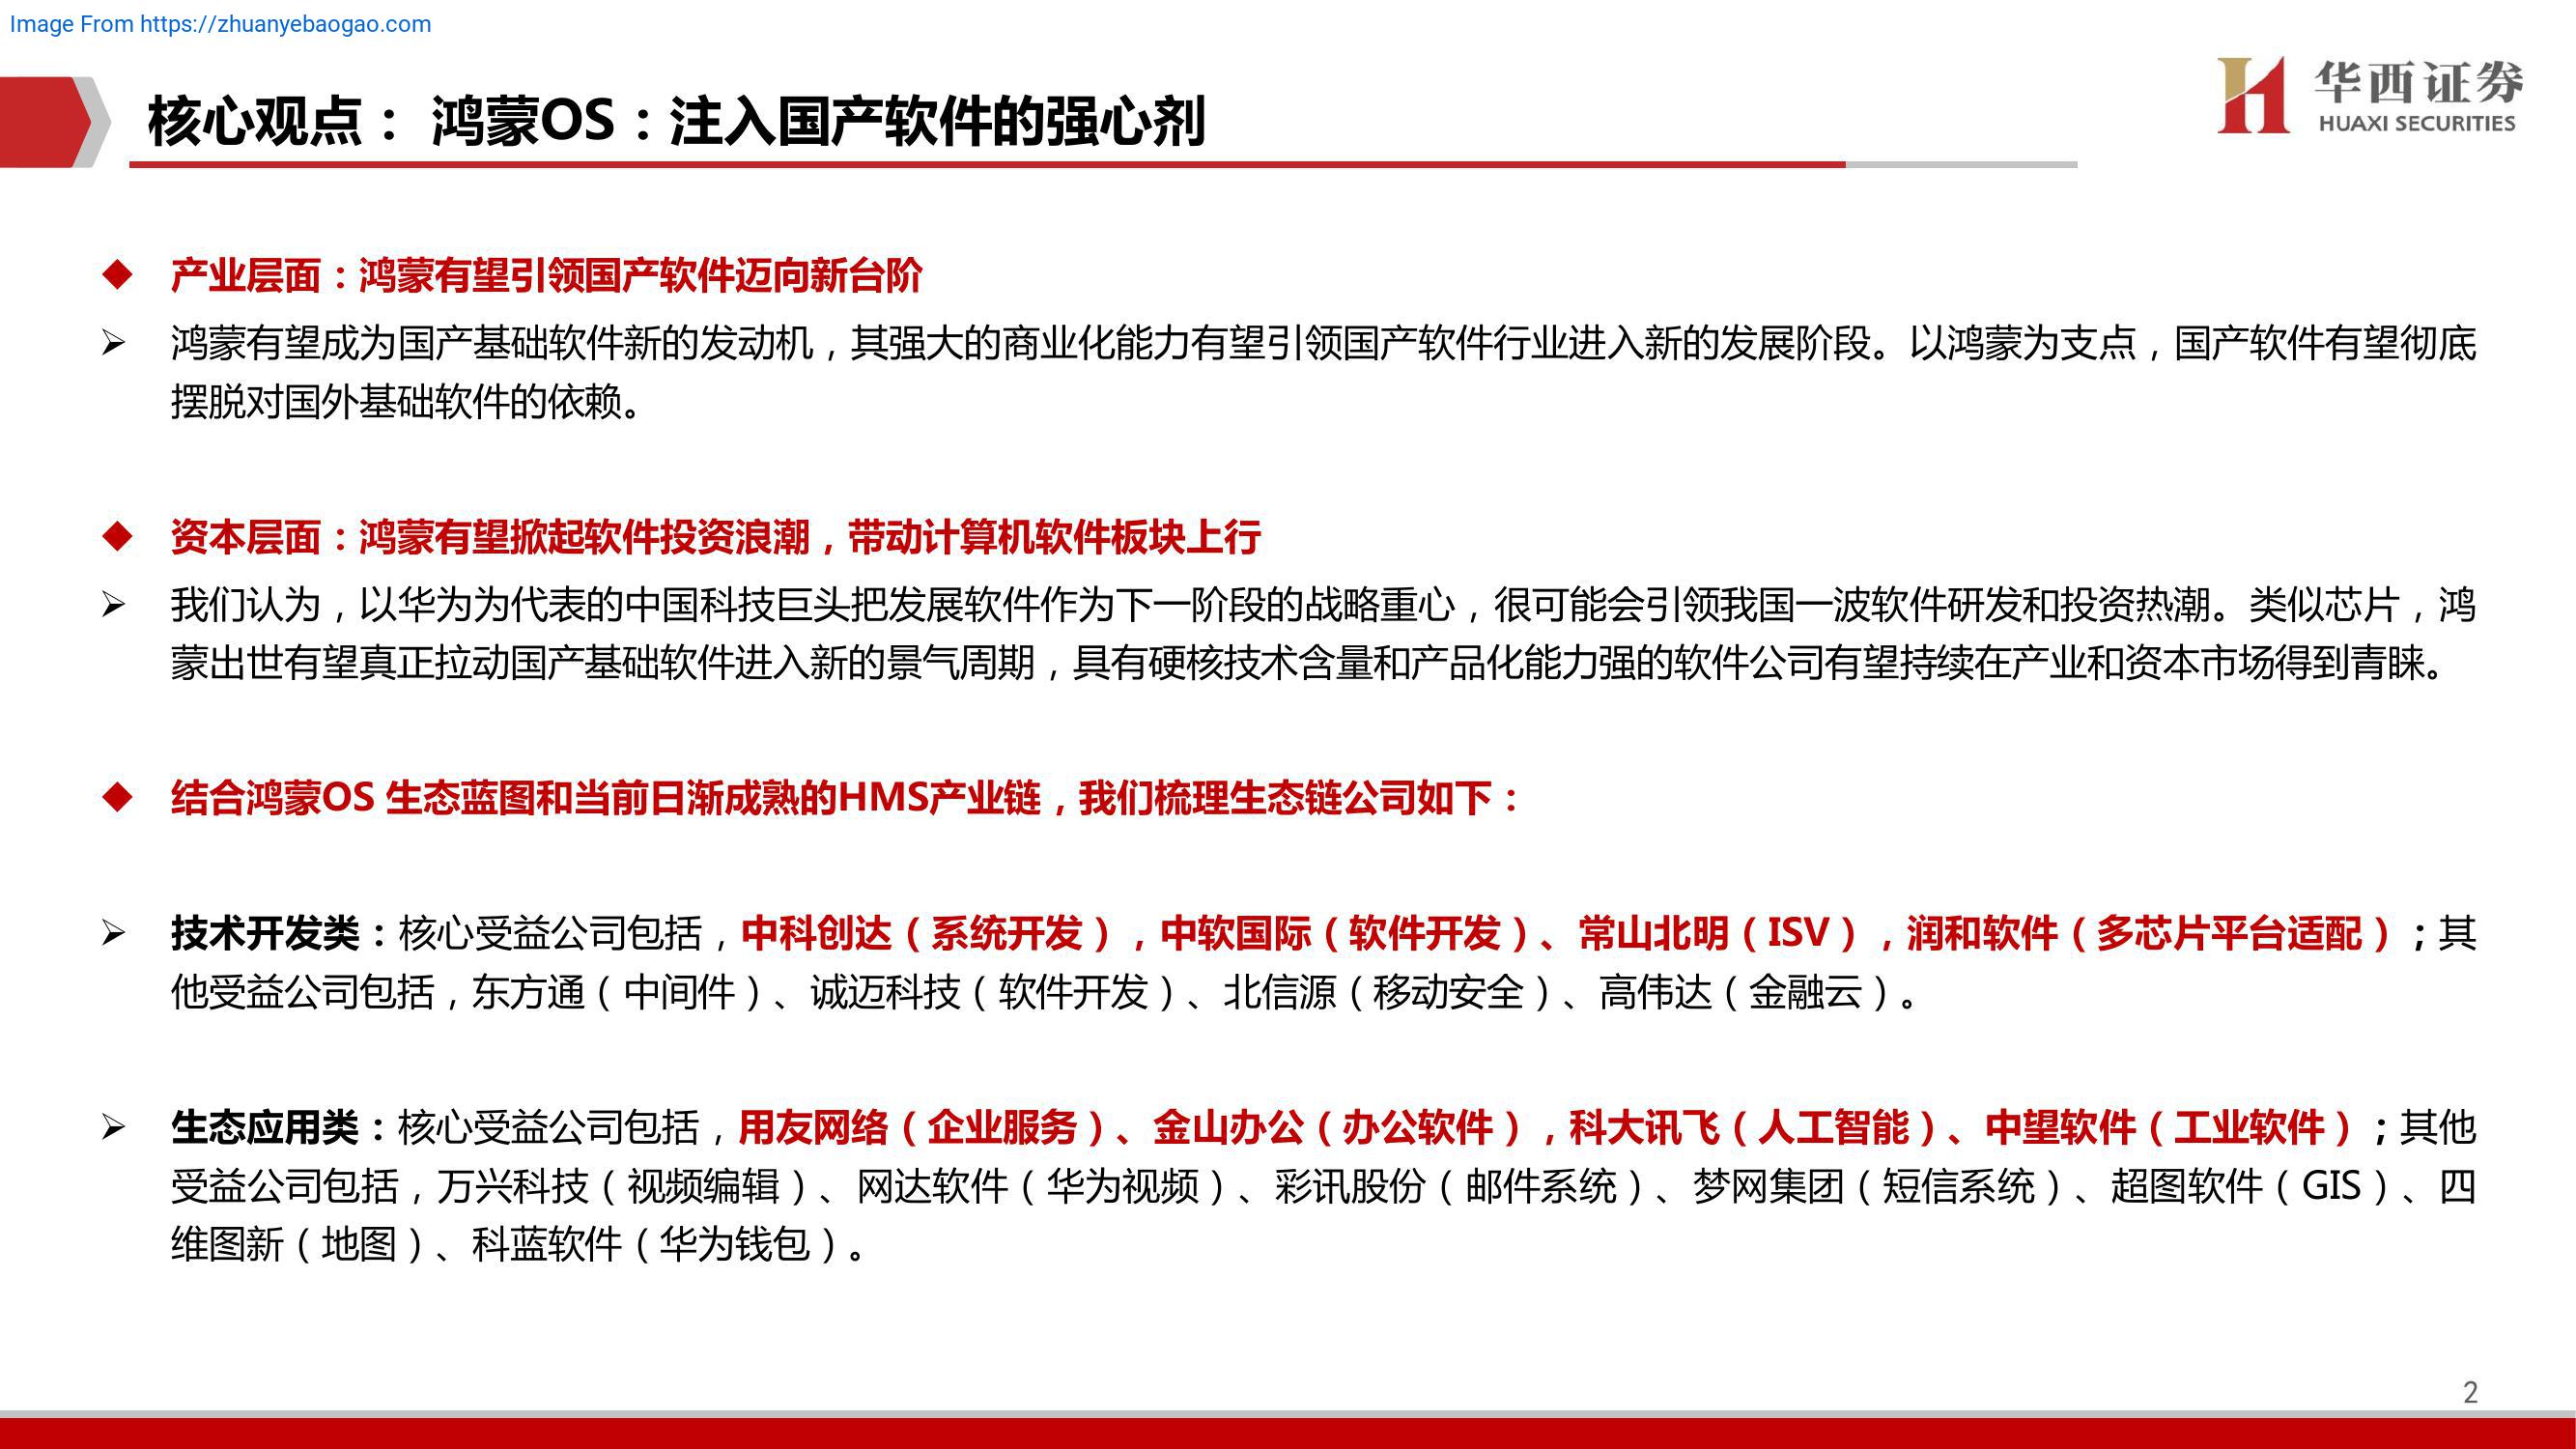 Image From https://zhuanyebaogao.com
核心观点： 鸿蒙OS：注入国产软件的强心剂
华西证券
HUAXI SECURITIES
产业层面：鸿蒙有望引领国产软件迈向新台阶
鸿蒙有望成为国产基础软件新的发动机，其强大的商业化能力有望引领国产软件行业进入新的发展阶段。以鸿蒙为支点，国产软件有望彻底
摆脱对国外基础软件的依赖。
资本层面：鸿蒙有望掀起软件投资浪潮，带动计算机软件板块上行
我们认为，以华为为代表的中国科技巨头把发展软件作为下一阶段的战略重心，很可能会引领我国一波软件研发和投资热潮。类似芯片，鸿
蒙出世有望真正拉动国产基础软件进入新的景气周期，具有硬核技术含量和产品化能力强的软件公司有望持续在产业和资本市场得到青睐。
结合鸿蒙OS 生态蓝图和当前日渐成熟的HMS产业链，我们梳理生态链公司如下：
技术开发类：核心受益公司包括，中科创达（系统开发），中软国际（软件开发）、常山北明（ISV），润和软件（多芯片平台适配）；其
他受益公司包括，东方通（中间件）、诚迈科技（软件开发）、北信源（移动安全）、高伟达（金融云）。
生态应用类：核心受益公司包括，用友网络（企业服务）、金山办公（办公软件），科大讯飞（人工智能）、中望软件（工业软件）；其他
受益公司包括，万兴科技（视频编辑）、网达软件（华为视频）、彩讯股份（邮件系统）、梦网集团（短信系统）、超图软件（GIS）、四
维图新（地图）、科蓝软件（华为钱包）。
2